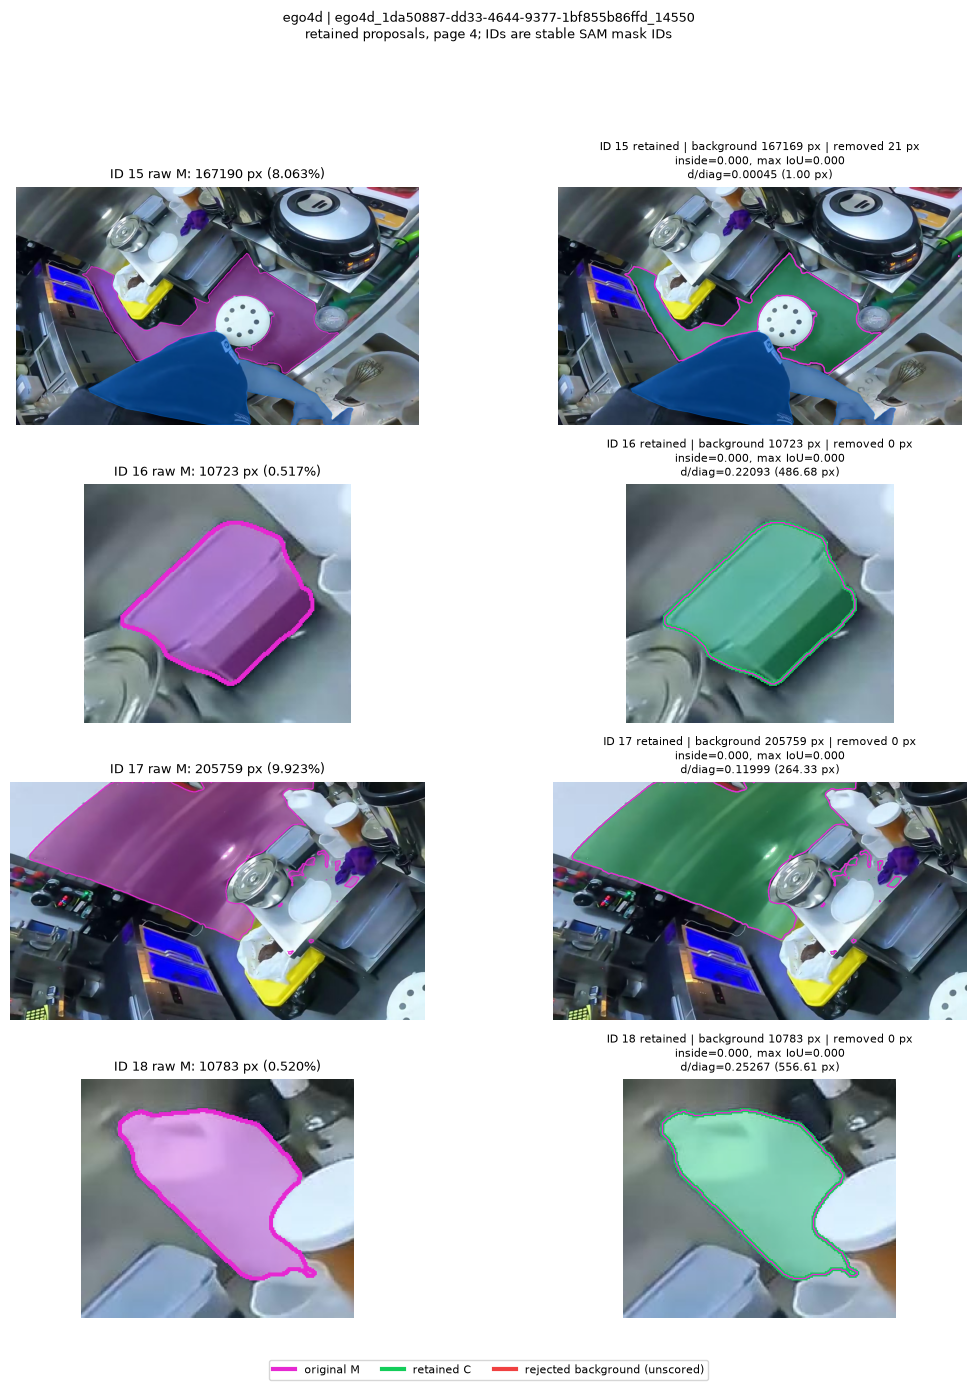 ego4d | ego4d_1da50887-dd33-4644-9377-1bf855b86ffd_14550
retained proposals, page 4; IDs are stable SAM mask IDs
ID 15 raw M: 167190 px (8.063%)
ID 15 retained | background 167169 px | removed 21 px
inside=0.000, max IoU=0.000
d/diag=0.00045 (1.00 px)
ID 16 raw M: 10723 px (0.517%)
ID 16 retained | background 10723 px | removed 0 px
inside=0.000, max IoU=0.000
d/diag=0.22093 (486.68 px)
ID 17 raw M: 205759 px (9.923%)
ID 17 retained | background 205759 px | removed 0 px
inside=0.000, max IoU=0.000
d/diag=0.11999 (264.33 px)
ID 18 raw M: 10783 px (0.520%)
ID 18 retained | background 10783 px | removed 0 px
inside=0.000, max IoU=0.000
d/diag=0.25267 (556.61 px)
original M
retained C
rejected background (unscored)